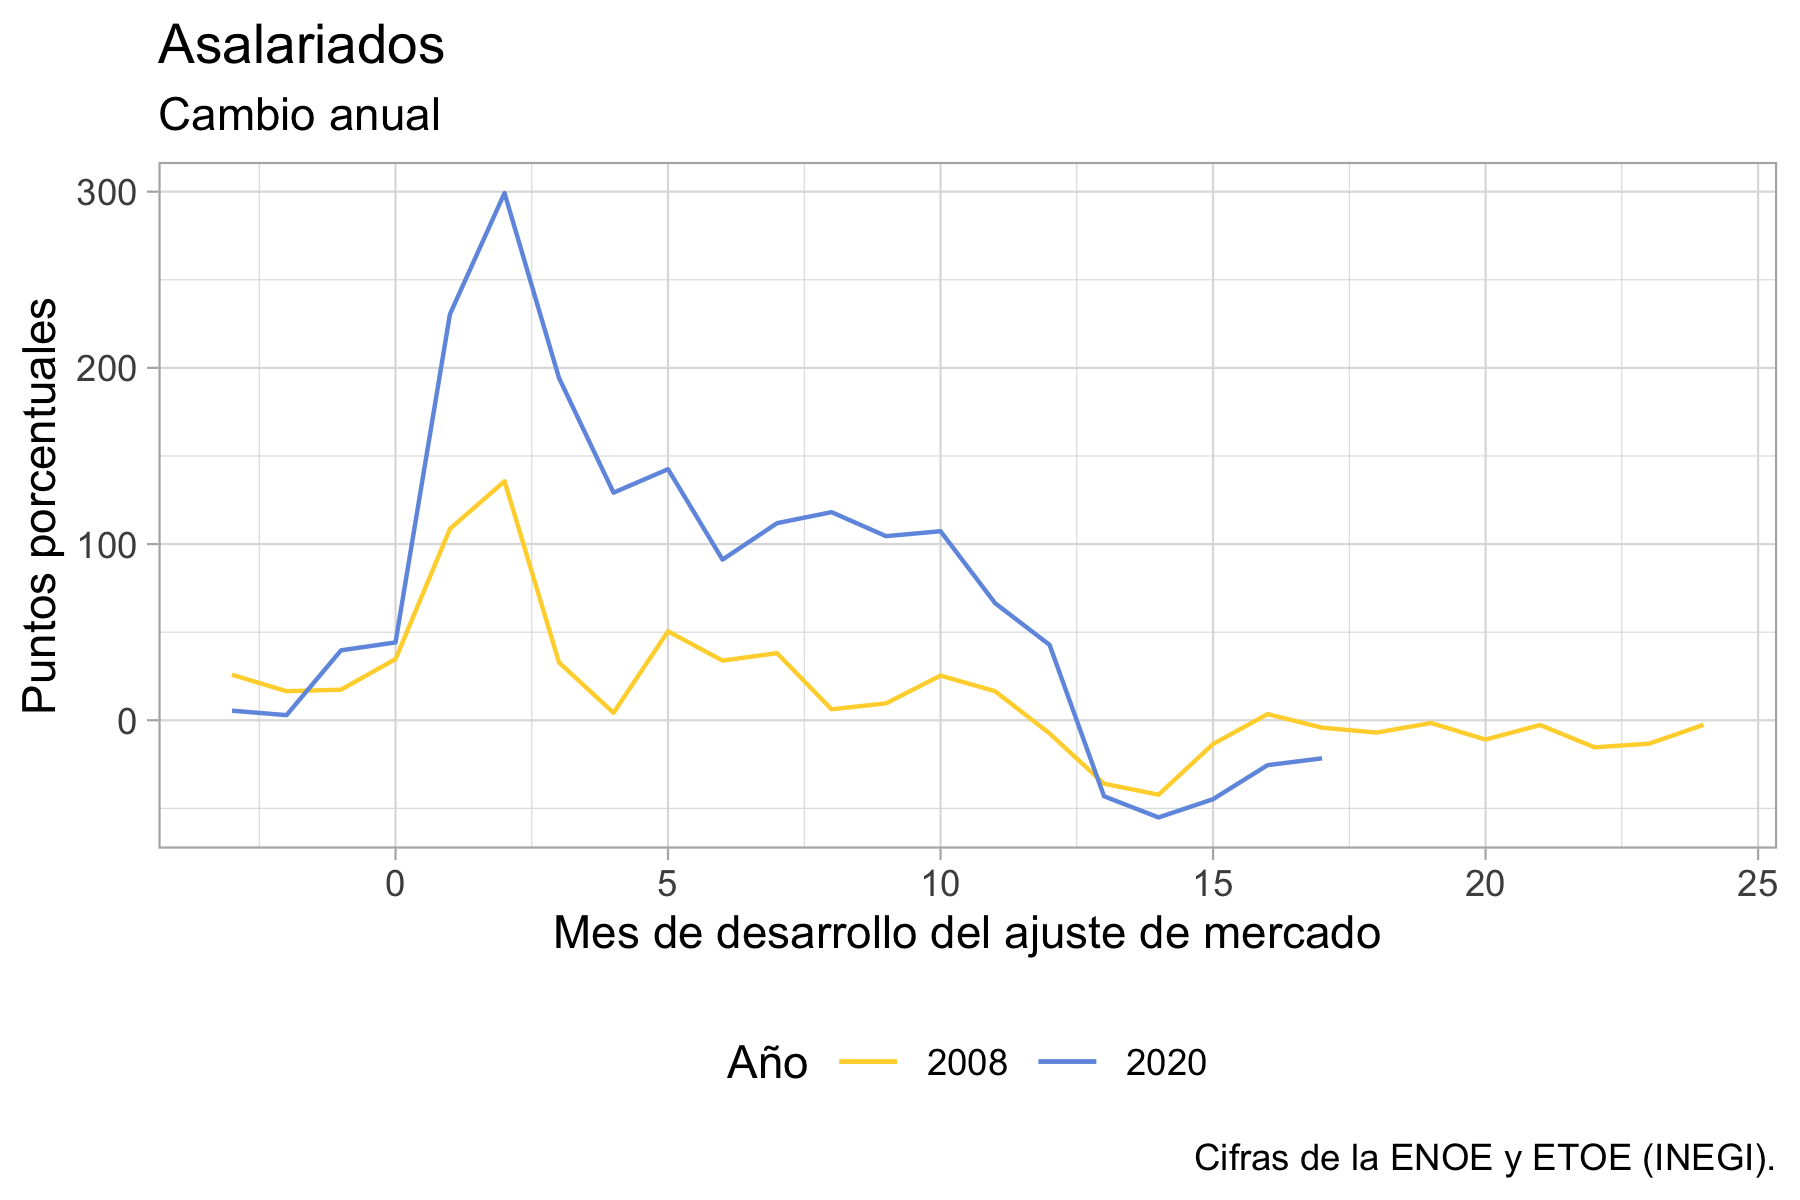 Asalariados
Cambio anual
Puntos porcentuales
300
200
100
0
0 5 10 15 20 25
Mes de desarrollo del ajuste de mercado
Año 2008 2020
Cifras de la ENOE y ETOE (INEGI).